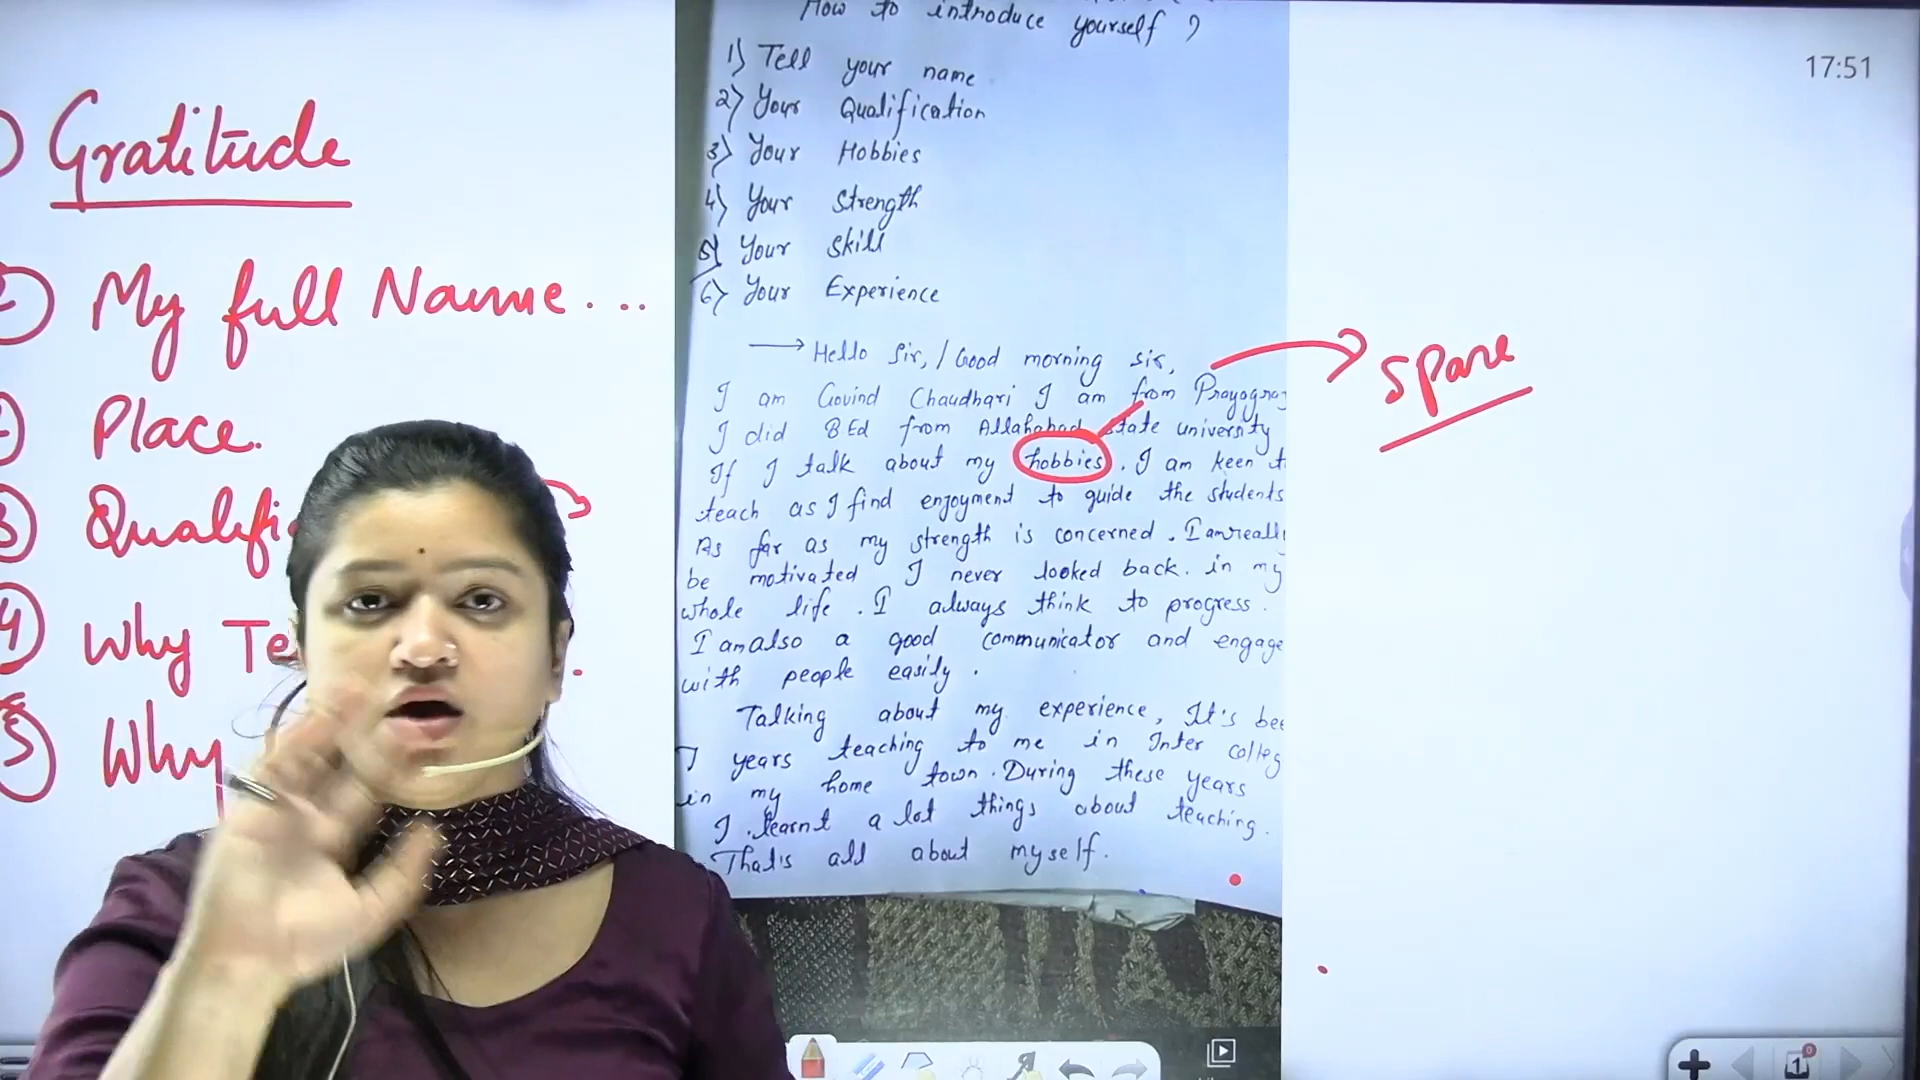 Gratitude
My full Name...
Place.
Qualifi
Why Te
Why
How to introduce yourself ?
1) Tell your name
2) Your Qualification
3) Your Hobbies
4) Your Strength
5) Your Skill
6) Your Experience
→ Hello Sir, / Good morning sir,
I am Govind Chaudhari I am from Prayograj
I did BEd from Allahabad state university
If I talk about my hobbies. I am keen
teach as I find enjoyment to guide the students
As far as my strength is concerned. I am really
be motivated I never looked back. in my
whole life. I always think to progress.
I am also a good communicator and engage
with people easily.
Talking about my experience, It's bee
years teaching to me in Inter colleg
in my home town. During these years
I learnt a lot things about teaching.
That's all about myself.
Spare
17:51
1